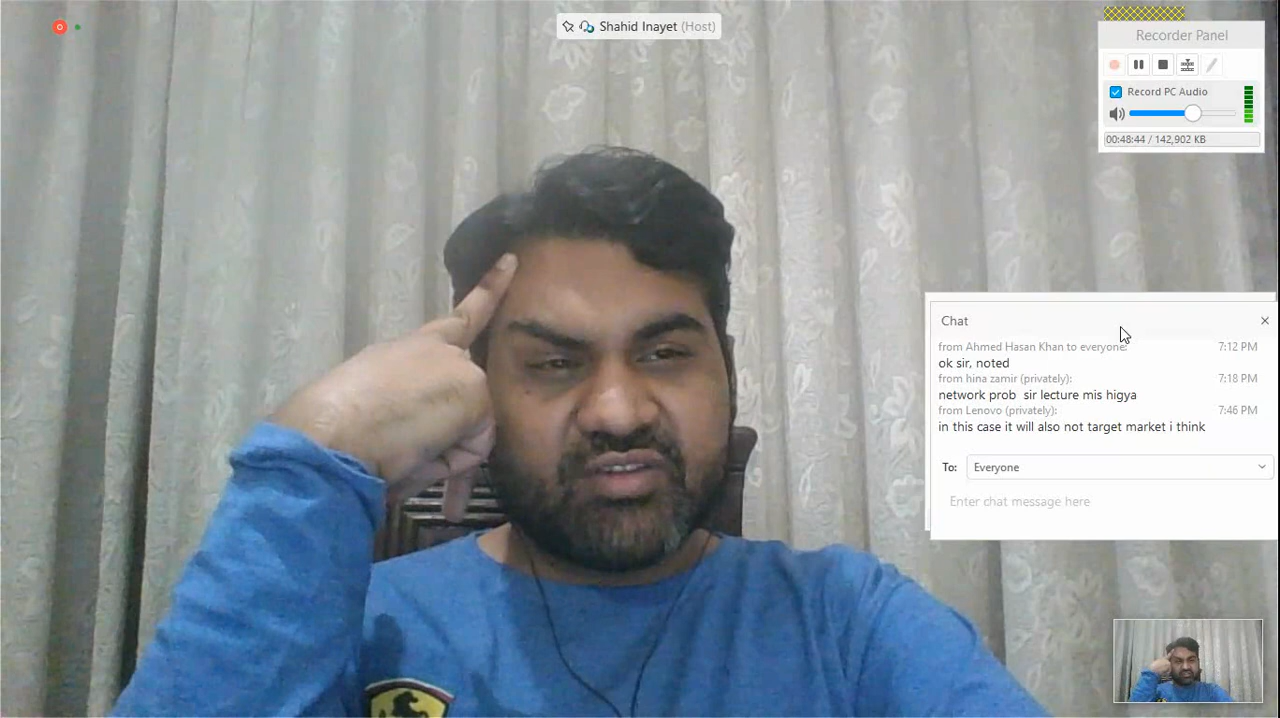 Shahid Inayet (Host)
Recorder Panel
Record PC Audio
00:48:44 / 142,902 KB
Chat
from Ahmed Hasan Khan to everyone: 7:12 PM
ok sir, noted
from hina zamir (privately): 7:18 PM
network prob sir lecture mis higya
from Lenovo (privately): 7:46 PM
in this case it will also not target market i think
To: Everyone
Enter chat message here